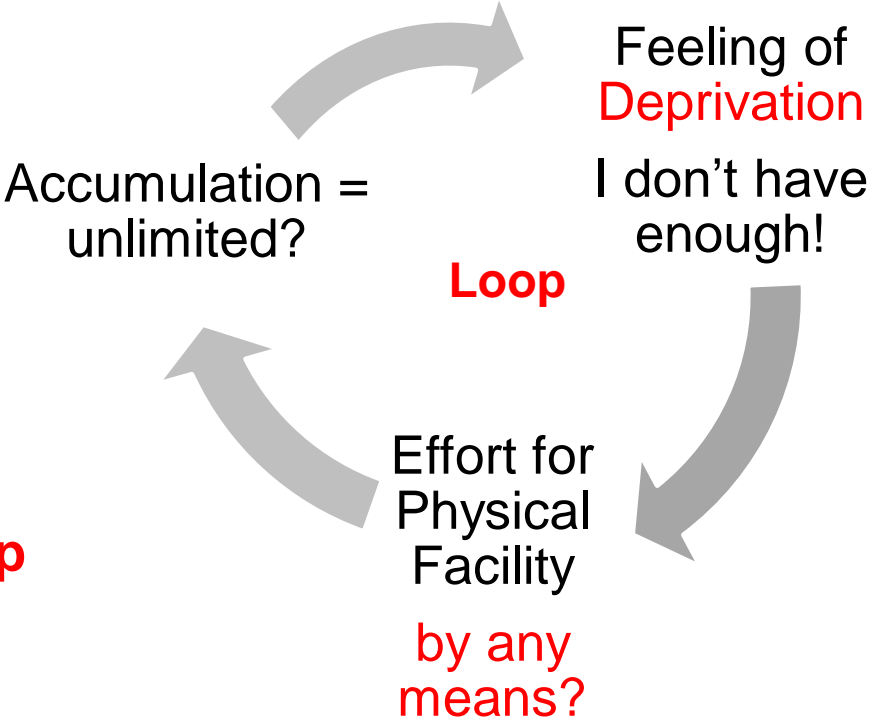 Feeling of
Deprivation
I don't have
enough!
Accumulation =
unlimited?
Loop
Effort for
Physical
Facility
by any
means?
p